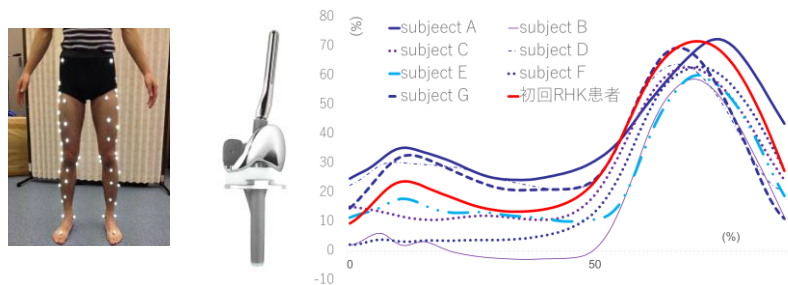 80
(%)
subjeect A
subject B
70
subject C
subject D
60
subject E
subject F
50
subject G
初回RHK患者
40
30
20
10
0
(%)
0
50
-10